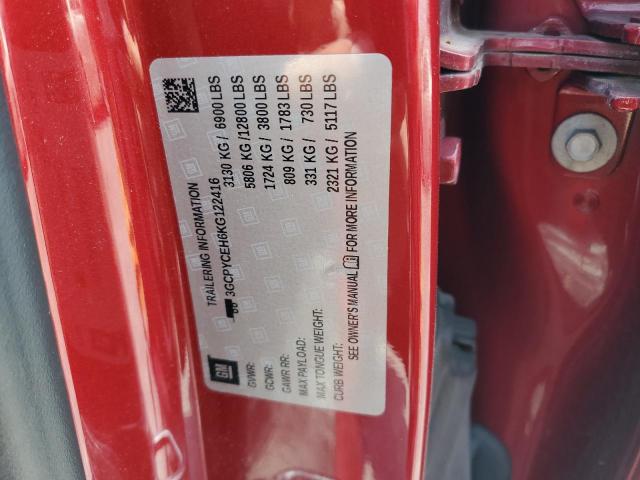 GM
TRAILERING INFORMATION
3GCPYCEH6KG122416
GVWR: 3130 KG / 6900 LBS
GCWR: 5806 KG /12800 LBS
GAWR RR: 1724 KG / 3800 LBS
MAX PAYLOAD: 809 KG / 1783 LBS
MAX TONGUE WEIGHT: 331 KG / 730 LBS
CURB WEIGHT: 2321 KG / 5117 LBS
SEE OWNER'S MANUAL FOR MORE INFORMATION